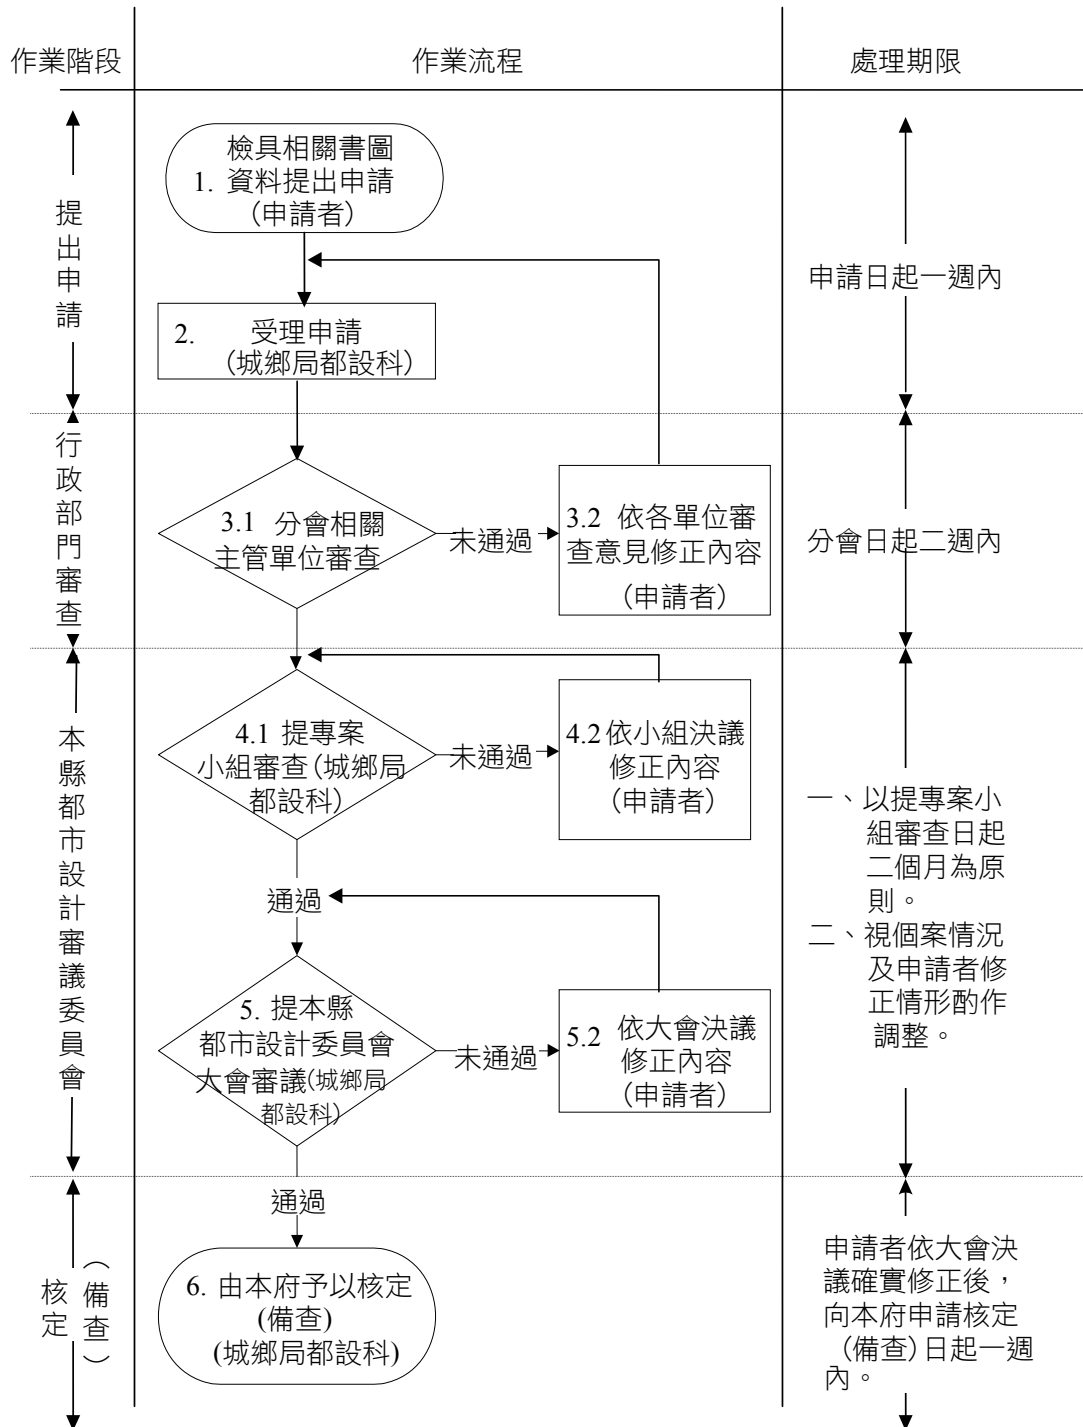 作業階段
作業流程
處理期限
提出申請
檢具相關書圖
1. 資料提出申請
(申請者)
申請日起一週內
2. 受理申請
(城鄉局都設科)
行政部門審查
3.1 分會相關
主管單位審查
未通過
3.2 依各單位審
查意見修正內容
(申請者)
分會日起二週內
本縣都市設計審議委員會
4.1 提專案
小組審查(城鄉局
都設科)
未通過
4.2依小組決議
修正內容
(申請者)
一、以提專案小
組審查日起
二個月為原
則。
二、視個案情況
及申請者修
正情形酌作
調整。
通過
5. 提本縣
都市設計委員會
大會審議(城鄉局
都設科)
未通過
5.2 依大會決議
修正內容
(申請者)
通過
核定
(備查)
6. 由本府予以核定
(備查)
(城鄉局都設科)
申請者依大會決
議確實修正後，
向本府申請核定
(備查)日起一週
內。